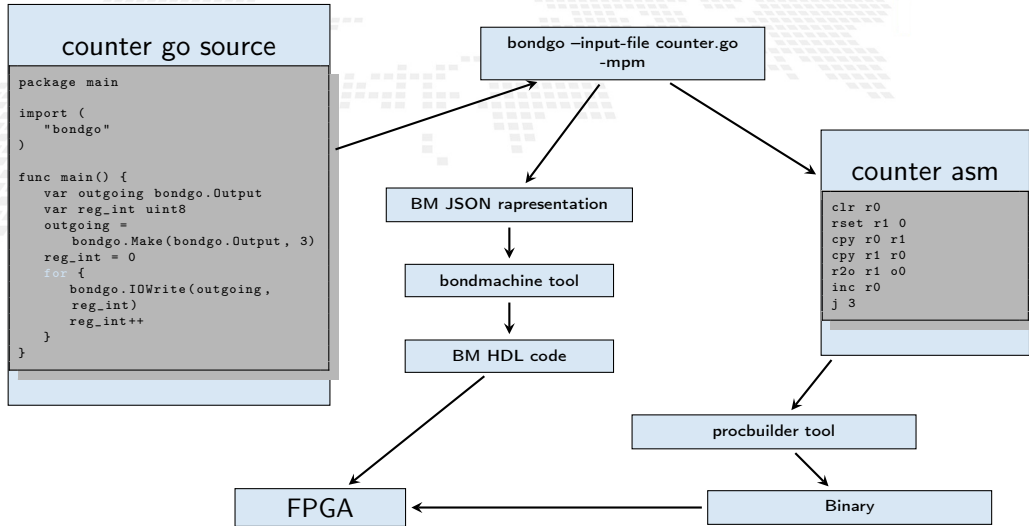 counter go source
package main
import (
"bondgo"
)
func main() {
var outgoing bondgo.Output
var reg_int uint8
outgoing =
bondgo.Make(bondgo.Output, 3)
reg_int = 0
for {
bondgo.IOWrite(outgoing,
reg_int)
reg_int++
}
}
bondgo –input-file counter.go
-mpm
BM JSON rapresentation
bondmachine tool
BM HDL code
FPGA
counter asm
clr r0
rset r1 0
cpy r0 r1
cpy r1 r0
r2o r1 o0
inc r0
j 3
procbuilder tool
Binary